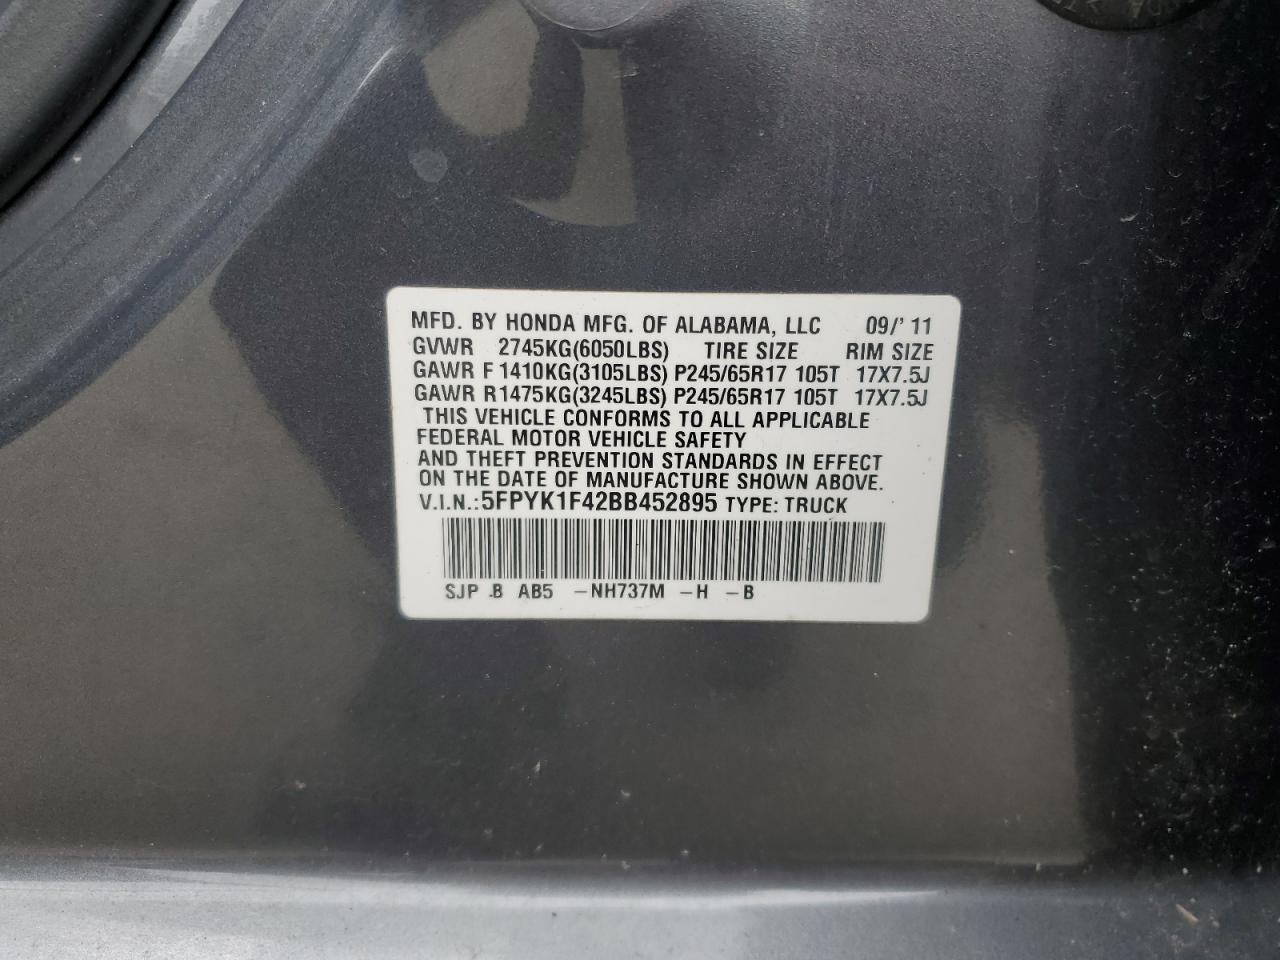 MFD. BY HONDA MFG. OF ALABAMA, LLC 09/'11
GVWR 2745KG(6050LBS) TIRE SIZE RIM SIZE
GAWR F 1410KG(3105LBS) P245/65R17 105T 17X7.5J
GAWR R 1475KG(3245LBS) P245/65R17 105T 17X7.5J
THIS VEHICLE CONFORMS TO ALL APPLICABLE
FEDERAL MOTOR VEHICLE SAFETY
AND THEFT PREVENTION STANDARDS IN EFFECT
ON THE DATE OF MANUFACTURE SHOWN ABOVE.
V.I.N.:5FPYK1F42BB452895 TYPE: TRUCK
SJP B AB5 -NH737M -H -B